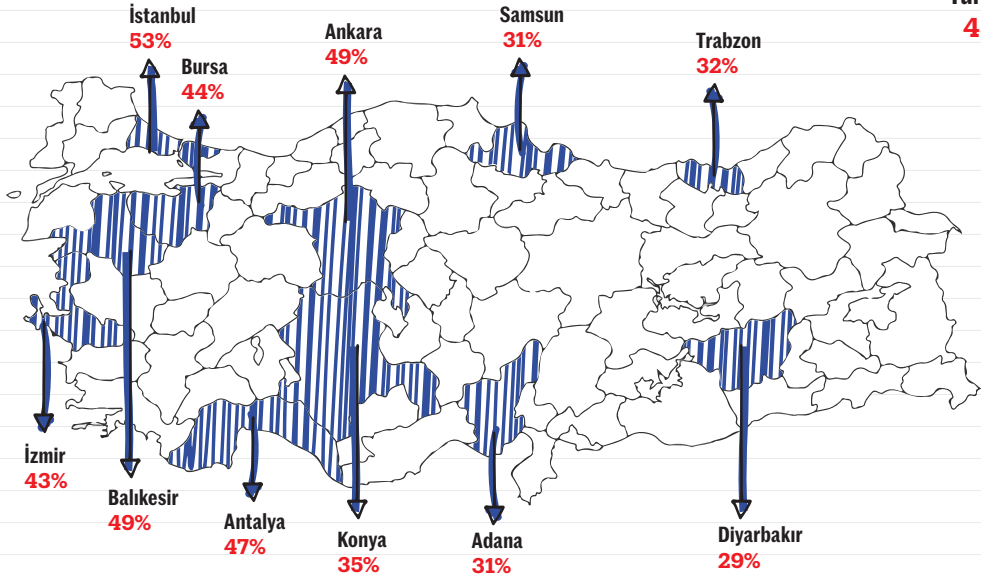 İstanbul
53%
Bursa
44%
Ankara
49%
Samsun
31%
Trabzon
32%
4
İzmir
43%
Balıkesir
49%
Antalya
47%
Konya
35%
Adana
31%
Diyarbakır
29%